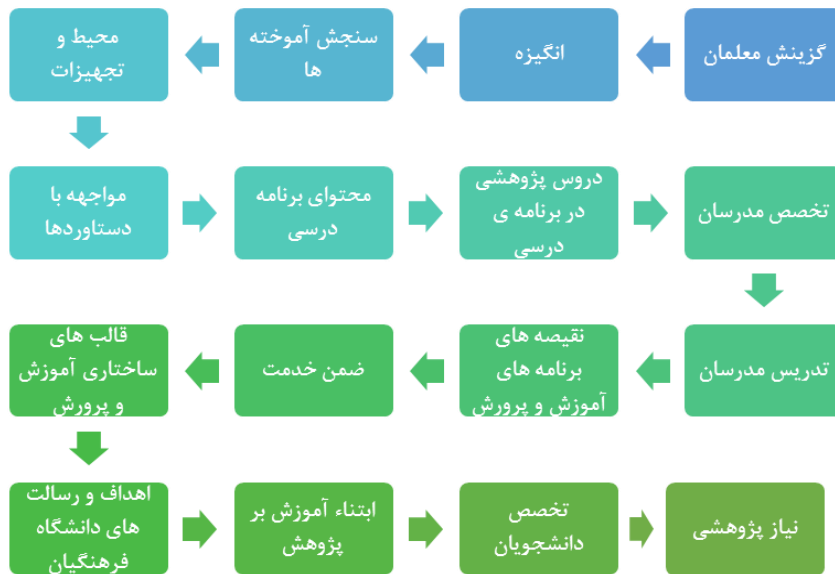 گزینش معلمان
انگیزه
سنجش آموخته
ها
محیط و
تجهیزات
مواجهه با
دستاوردها
محتوای برنامه
درسی
دروس پژوهشی
در برنامه ی
درسی
تخصص مدرسان
تدریس مدرسان
نقیصه های
برنامه های
آموزش و پرورش
ضمن خدمت
قالب های
ساختاری آموزش
و پرورش
اهداف و رسالت
های دانشگاه
فرهنگیان
ابتناء آموزش بر
پژوهش
تخصص
دانشجویان
نیاز پژوهشی